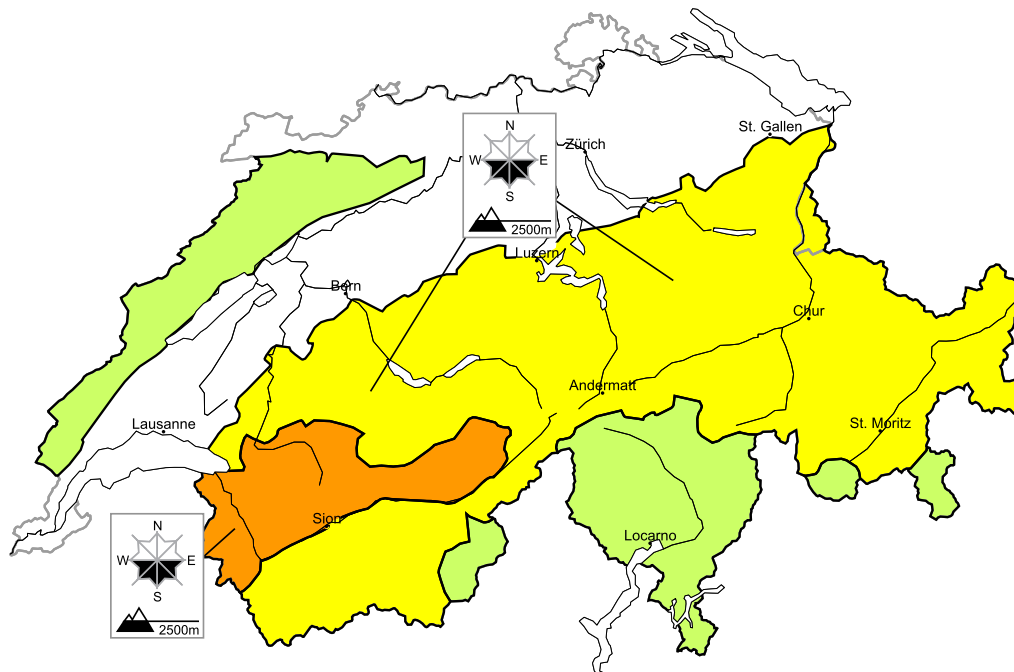 St. Gallen
N
Zürich
W E
S
2500m
Luzern
Bern
Chur
Andermatt
Lausanne
St. Moritz
Sion
N
Locarno
W E
S
2500m